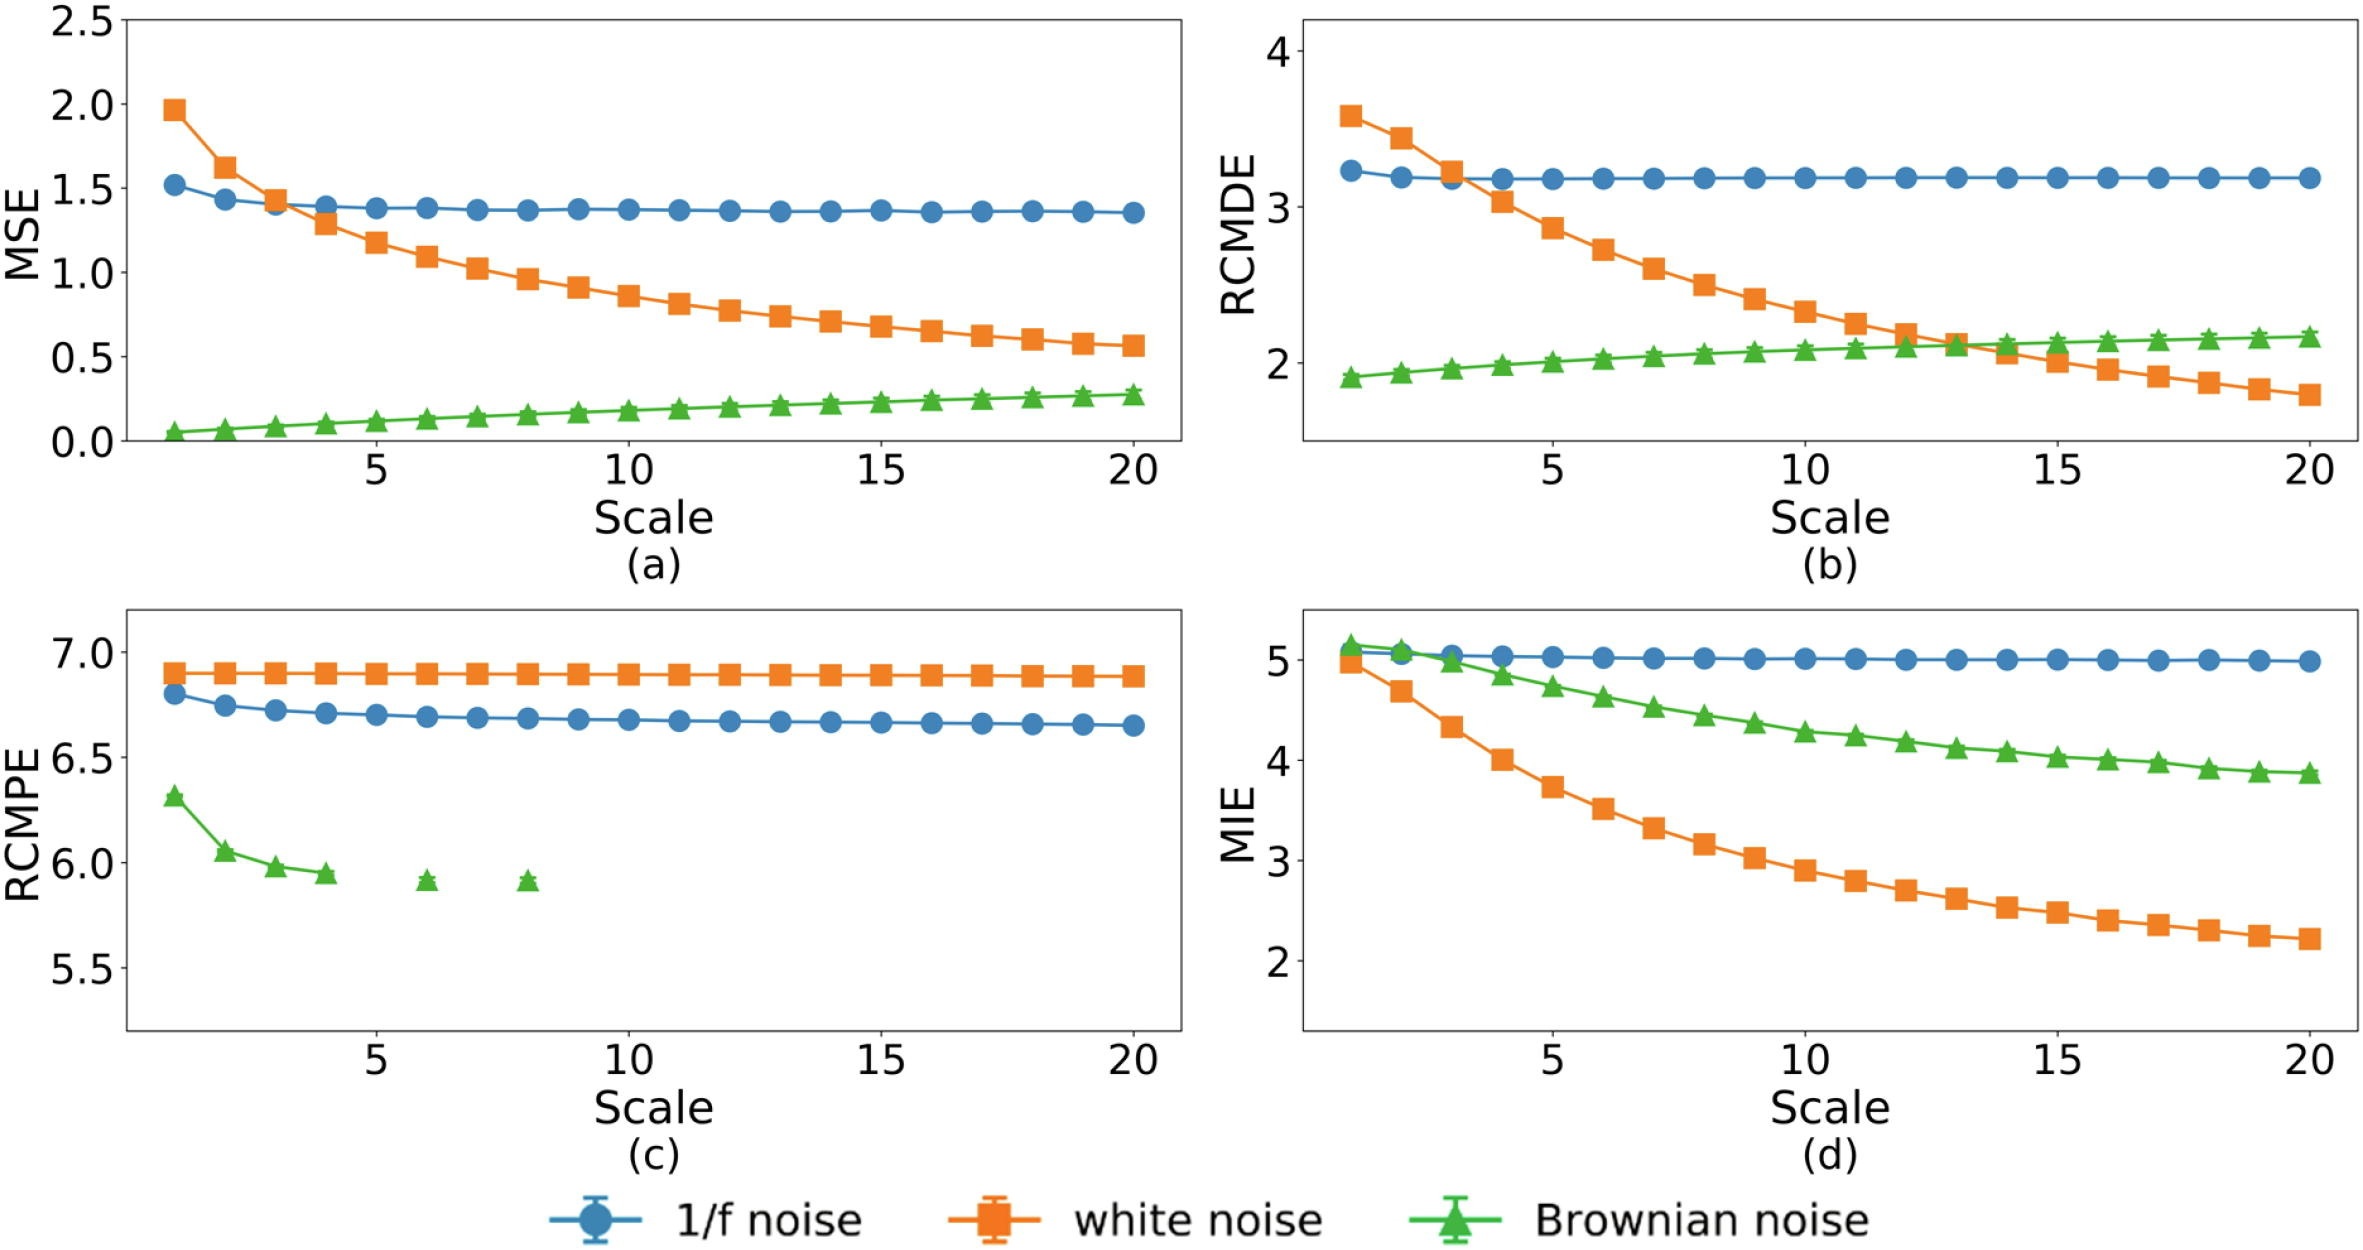 2.5
2.0
1.5
1.0
0.5
0.0
MSE
5 10 15 20
Scale
(a)
4
3
2
RCMDE
5 10 15 20
Scale
(b)
7.0
6.5
6.0
5.5
RCMPE
5 10 15 20
Scale
(c)
5
4
3
2
MIE
5 10 15 20
Scale
(d)
1/f noise white noise Brownian noise